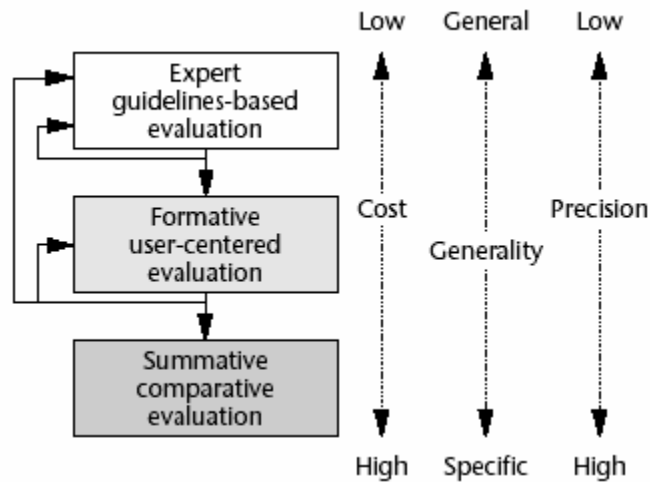 Low General Low
Expert
guidelines-based
evaluation
Formative
user-centered
evaluation
Cost
Generality
Precision
Summative
comparative
evaluation
High Specific High